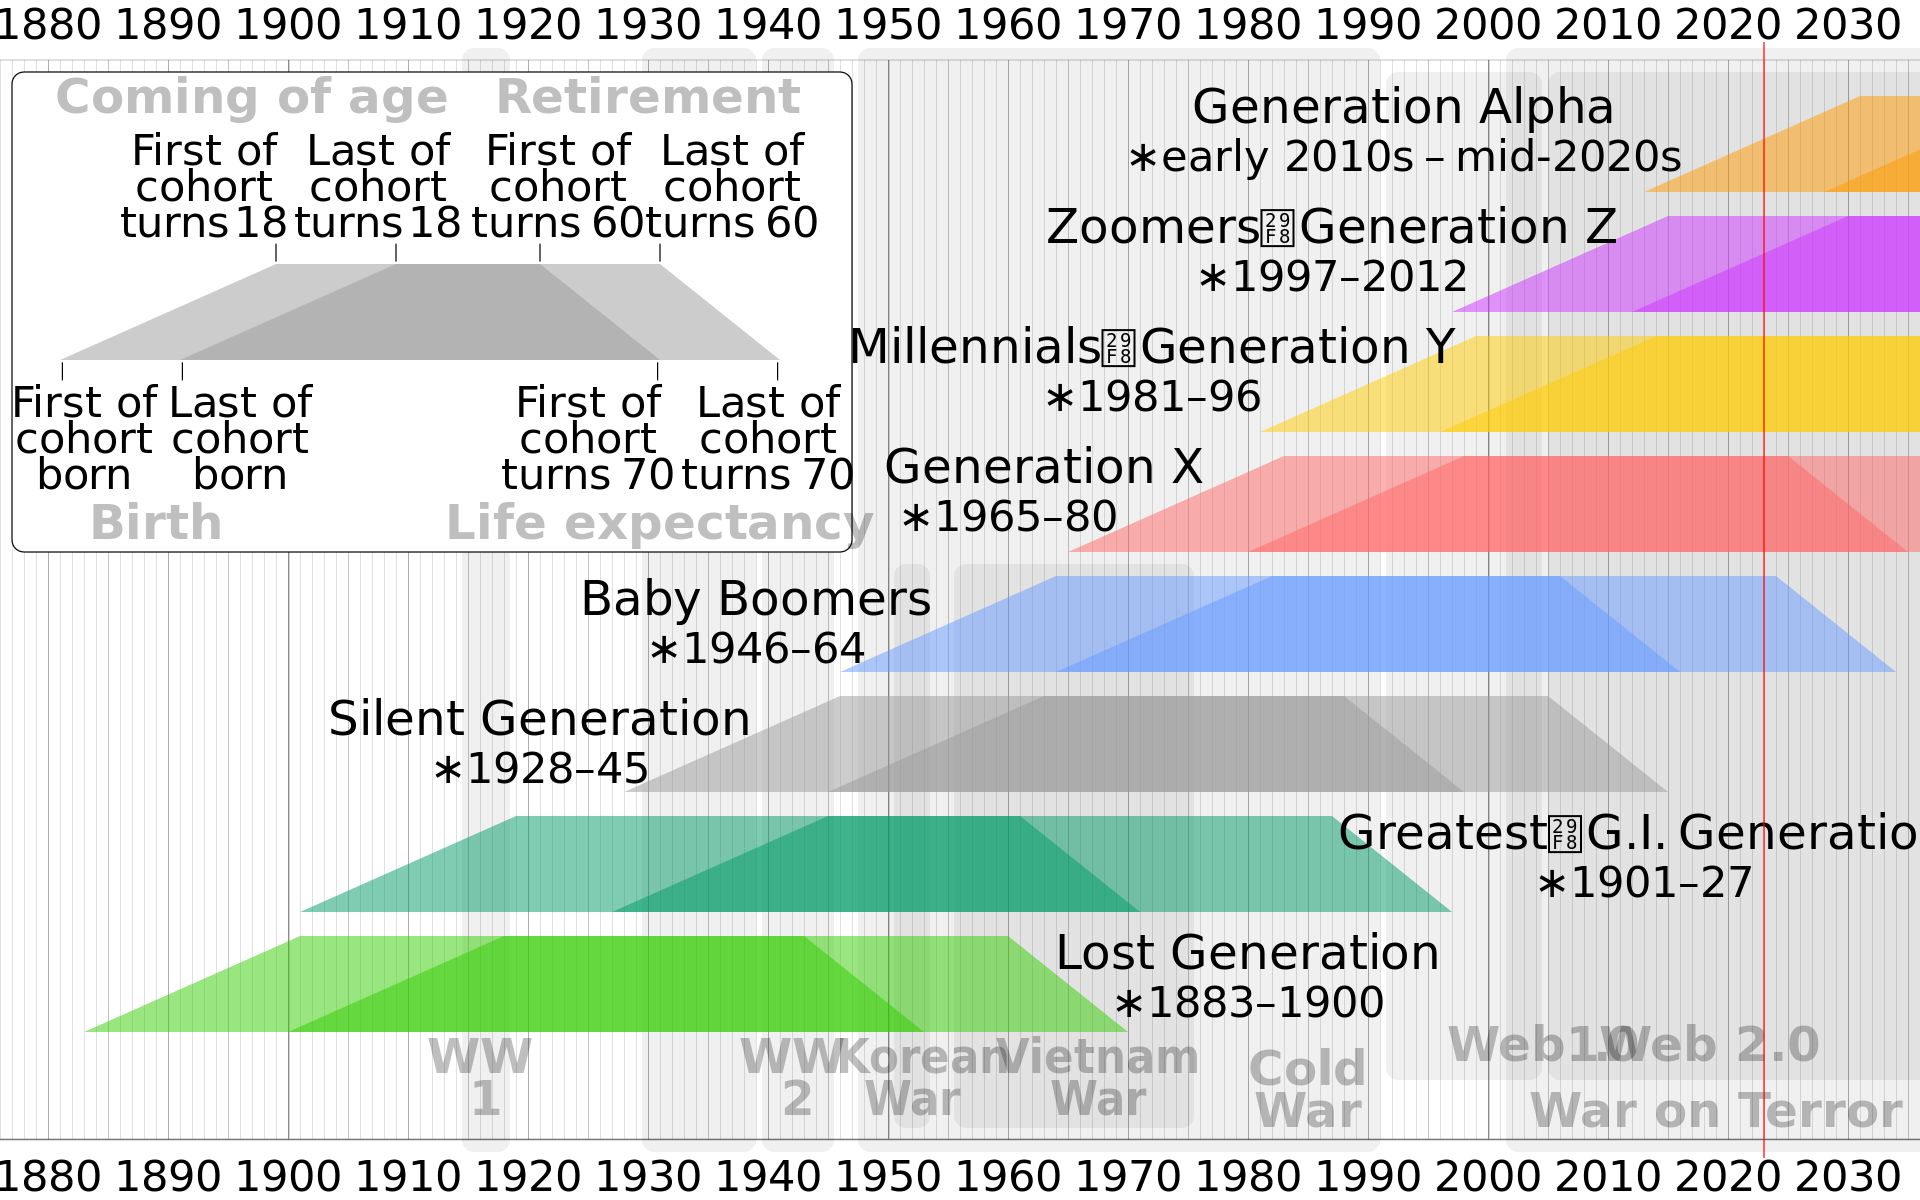 1880 1890 1900 1910 1920 1930 1940 1950 1960 1970 1980 1990 2000 2010 2020 2030
Coming of age Retirement
First of Last of First of Last of
cohort cohort cohort cohort
turns 18 turns 18 turns 60 turns 60
First of Last of First of Last of
cohort cohort cohort cohort
born born turns 70 turns 70
Birth Life expectancy
Generation Alpha
∗early 2010s – mid-2020s
Zoomers⧸Generation Z
∗1997–2012
Millennials⧸Generation Y
∗1981–96
Generation X
∗1965–80
Baby Boomers
∗1946–64
Silent Generation
∗1928–45
Greatest⧸G.I. Generatio
∗1901–27
Lost Generation
∗1883–1900
WW
1
WW
2
Korean
War
Vietnam
War
Cold
War
Web1.0
Web 2.0
War on Terror
1880 1890 1900 1910 1920 1930 1940 1950 1960 1970 1980 1990 2000 2010 2020 2030